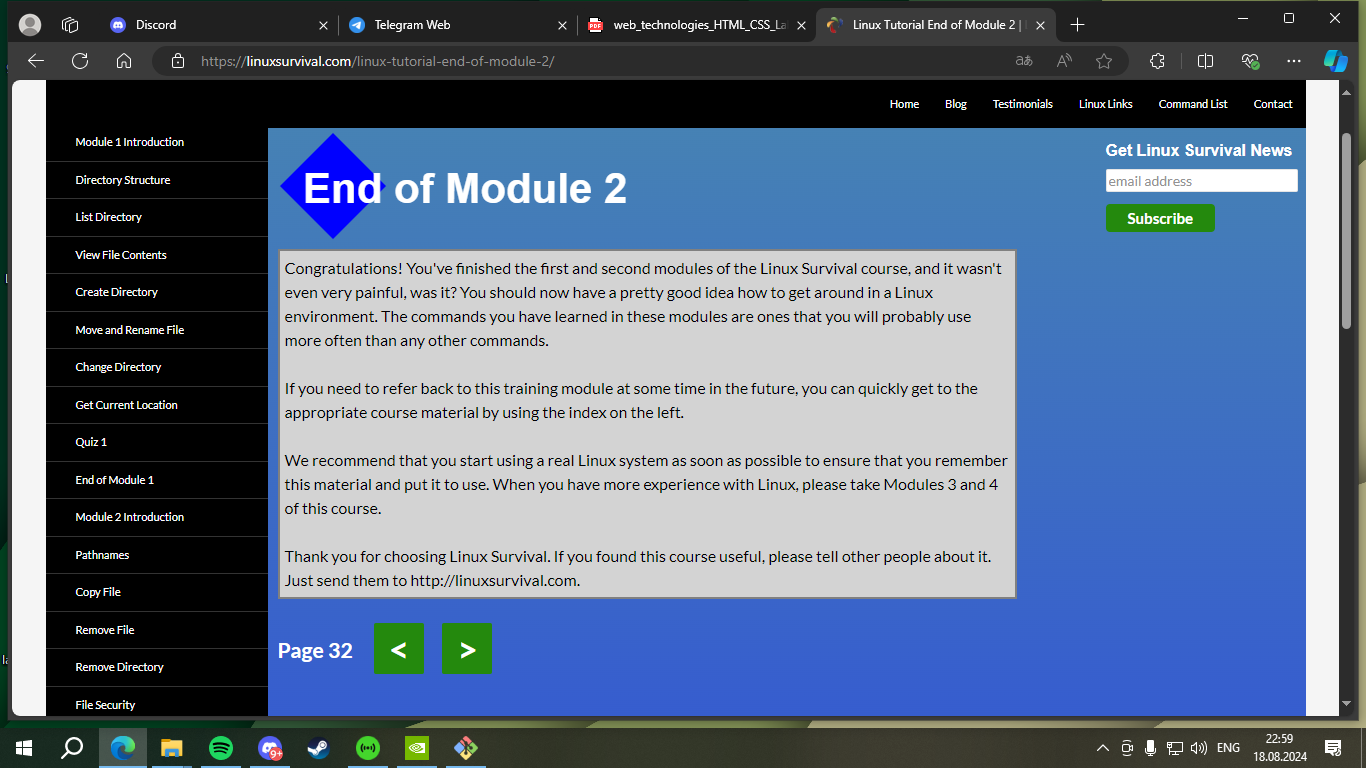 Discord
Telegram Web
web_technologies_HTML_CSS_La
Linux Tutorial End of Module 2 |
https://linuxsurvival.com/linux-tutorial-end-of-module-2/
Home Blog Testimonials Linux Links Command List Contact
Module 1 Introduction
Directory Structure
List Directory
View File Contents
Create Directory
Move and Rename File
Change Directory
Get Current Location
Quiz 1
End of Module 1
Module 2 Introduction
Pathnames
Copy File
Remove File
Remove Directory
File Security
End of Module 2
Congratulations! You've finished the first and second modules of the Linux Survival course, and it wasn't
even very painful, was it? You should now have a pretty good idea how to get around in a Linux
environment. The commands you have learned in these modules are ones that you will probably use
more often than any other commands.
If you need to refer back to this training module at some time in the future, you can quickly get to the
appropriate course material by using the index on the left.
We recommend that you start using a real Linux system as soon as possible to ensure that you remember
this material and put it to use. When you have more experience with Linux, please take Modules 3 and 4
of this course.
Thank you for choosing Linux Survival. If you found this course useful, please tell other people about it.
Just send them to http://linuxsurvival.com.
Page 32 < >
Get Linux Survival News
email address
Subscribe
9+
ENG
22:59
18.08.2024